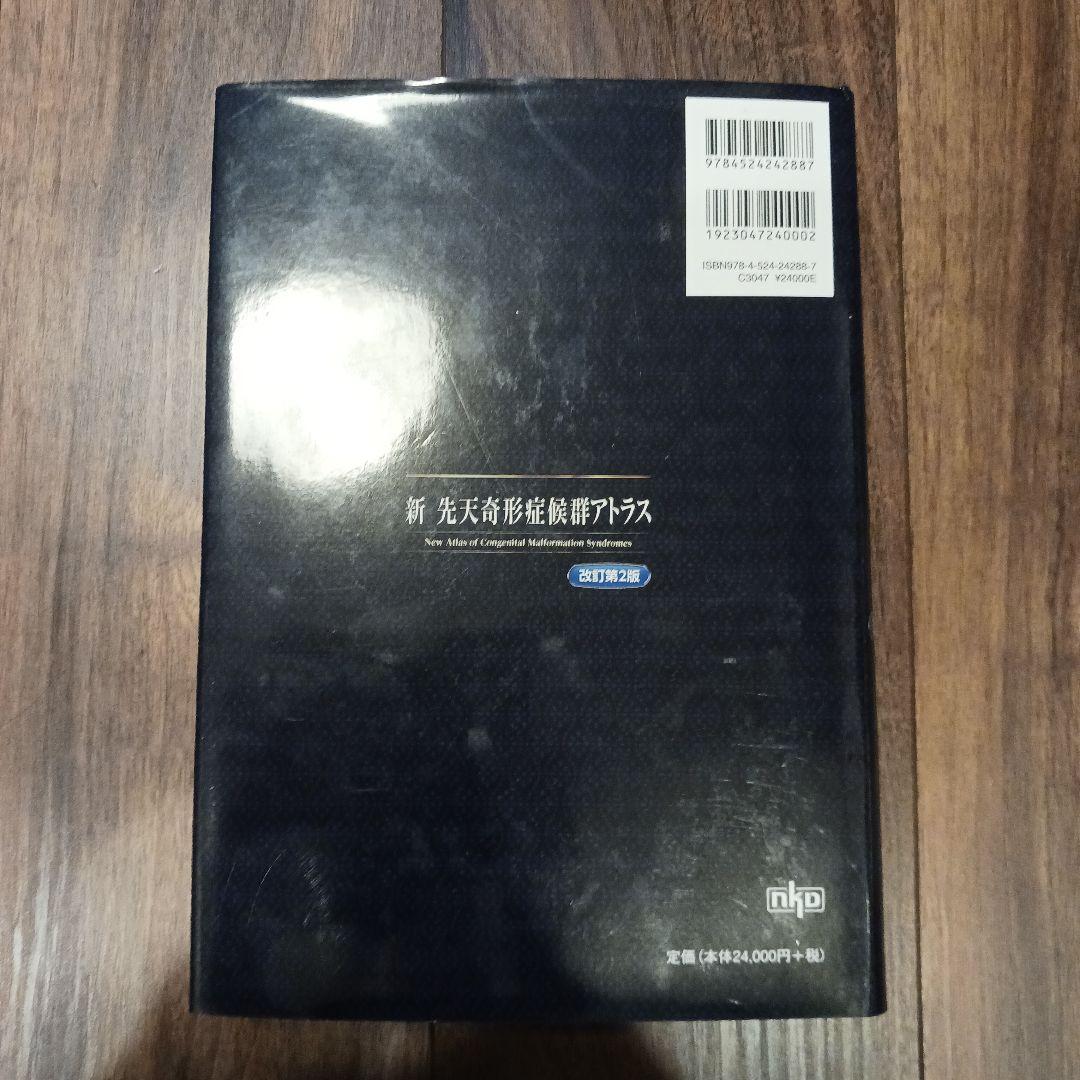 9784524242887
1923047240002
ISBN978-4-524-24288-7
C3047 ¥24000E
新 先天奇形症候群アトラス
New Atlas of Congenital Malformation Syndromes
改訂第2版
nkD
定価(本体24,000円+税)